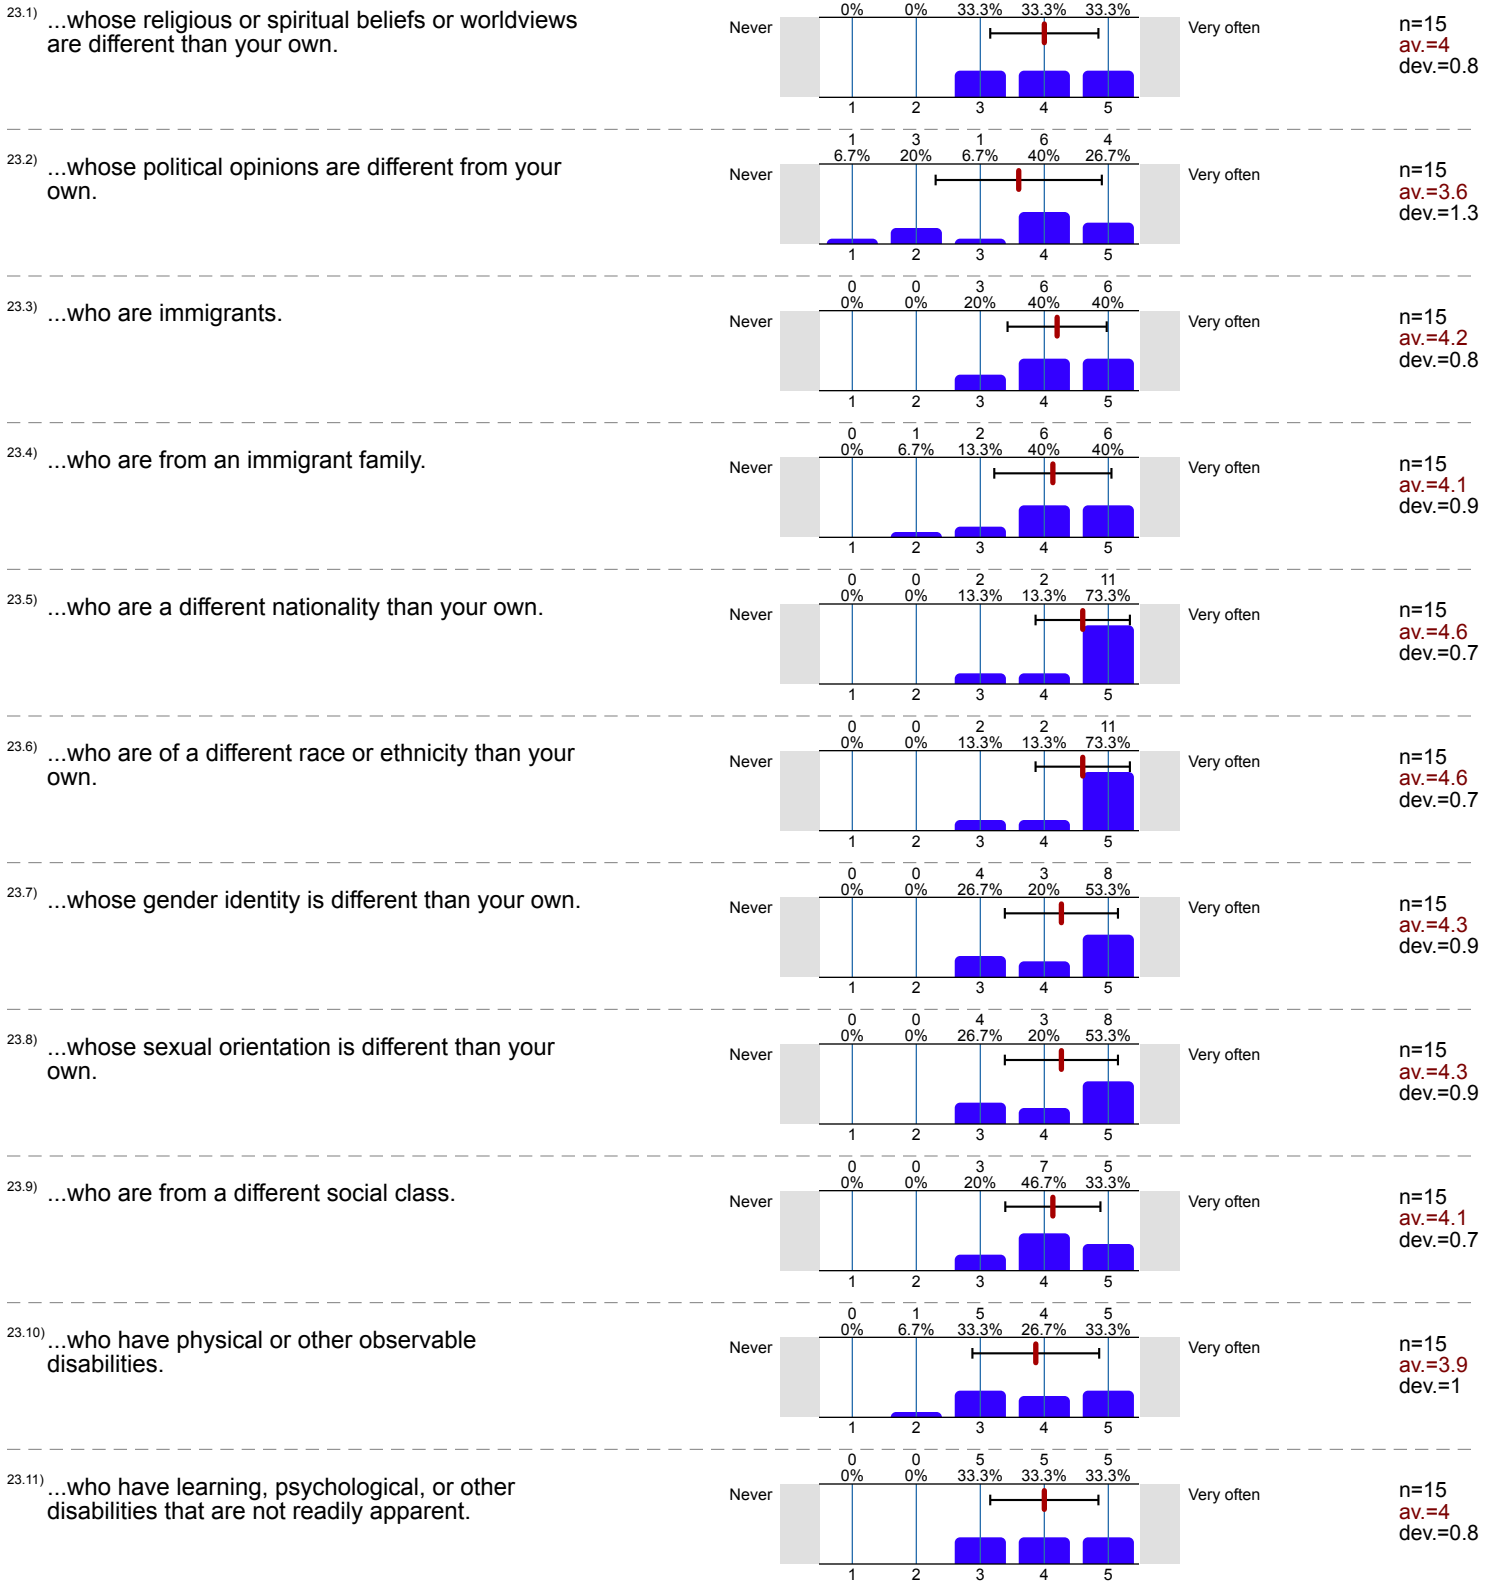 0% 0% 33.3% 33.3% 33.3%
23.1) ...whose religious or spiritual beliefs or worldviews
are different than your own.
Never Very often
n=15
av.=4
dev.=0.8
1 2 3 4 5
1 3 1 6 4
6.7% 20% 6.7% 40% 26.7%
23.2) ...whose political opinions are different from your
own.
Never Very often
n=15
av.=3.6
dev.=1.3
1 2 3 4 5
0 0 3 6 6
0% 0% 20% 40% 40%
23.3) ...who are immigrants.
Never Very often
n=15
av.=4.2
dev.=0.8
1 2 3 4 5
0 1 2 6 6
0% 6.7% 13.3% 40% 40%
23.4) ...who are from an immigrant family.
Never Very often
n=15
av.=4.1
dev.=0.9
1 2 3 4 5
0 0 2 2 11
0% 0% 13.3% 13.3% 73.3%
23.5) ...who are a different nationality than your own.
Never Very often
n=15
av.=4.6
dev.=0.7
1 2 3 4 5
0 0 2 2 11
0% 0% 13.3% 13.3% 73.3%
23.6) ...who are of a different race or ethnicity than your
own.
Never Very often
n=15
av.=4.6
dev.=0.7
1 2 3 4 5
0 0 4 3 8
0% 0% 26.7% 20% 53.3%
23.7) ...whose gender identity is different than your own.
Never Very often
n=15
av.=4.3
dev.=0.9
1 2 3 4 5
0 0 4 3 8
0% 0% 26.7% 20% 53.3%
23.8) ...whose sexual orientation is different than your
own.
Never Very often
n=15
av.=4.3
dev.=0.9
1 2 3 4 5
0 0 3 7 5
0% 0% 20% 46.7% 33.3%
23.9) ...who are from a different social class.
Never Very often
n=15
av.=4.1
dev.=0.7
1 2 3 4 5
0 1 5 4 5
0% 6.7% 33.3% 26.7% 33.3%
23.10) ...who have physical or other observable
disabilities.
Never Very often
n=15
av.=3.9
dev.=1
1 2 3 4 5
0 0 5 5 5
0% 0% 33.3% 33.3% 33.3%
23.11) ...who have learning, psychological, or other
disabilities that are not readily apparent.
Never Very often
n=15
av.=4
dev.=0.8
1 2 3 4 5